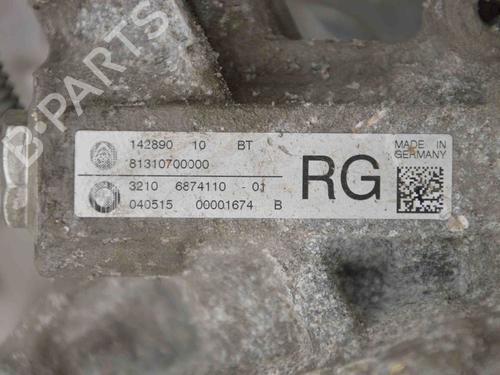 B-PARTS
142890 10 BT
81310700000
3210 6874110 - 01
040515 00001674 B
RG
MADE IN
GERMANY